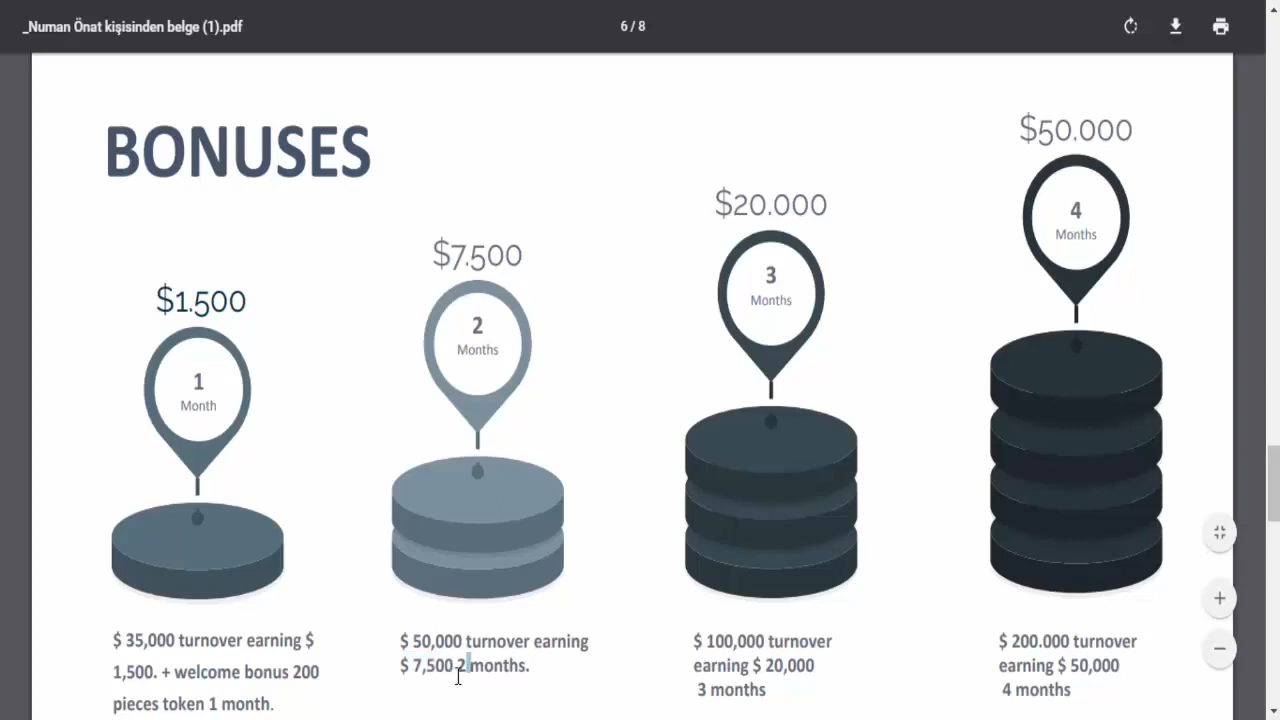 _Numan Önat kişisinden belge (1).pdf
6 / 8
BONUSES
$50.000
4
Months
$20.000
3
Months
$7.500
2
Months
$1.500
1
Month
$ 35,000 turnover earning $
1,500. + welcome bonus 200
pieces token 1 month.
$ 50,000 turnover earning
$ 7,500 2 months.
$ 100,000 turnover
earning $ 20,000
3 months
$ 200.000 turnover
earning $ 50,000
4 months